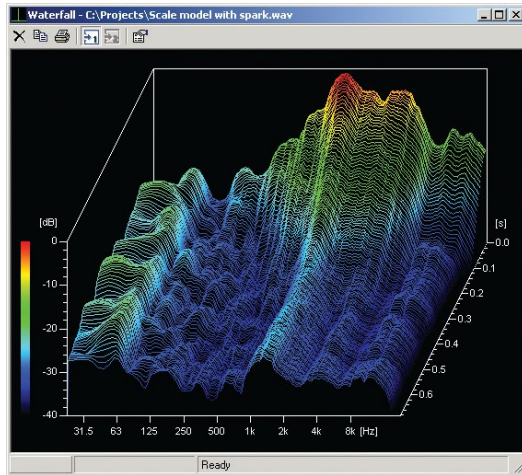 Waterfall - C:\Projects\Scale model with spark.wav
1 2
[dB]
0
-10
-20
-30
-40
31.5 63 125 250 500 1k 2k 4k 8k [Hz]
[s]
0.0
0.1
0.2
0.3
0.4
0.5
0.6
Ready